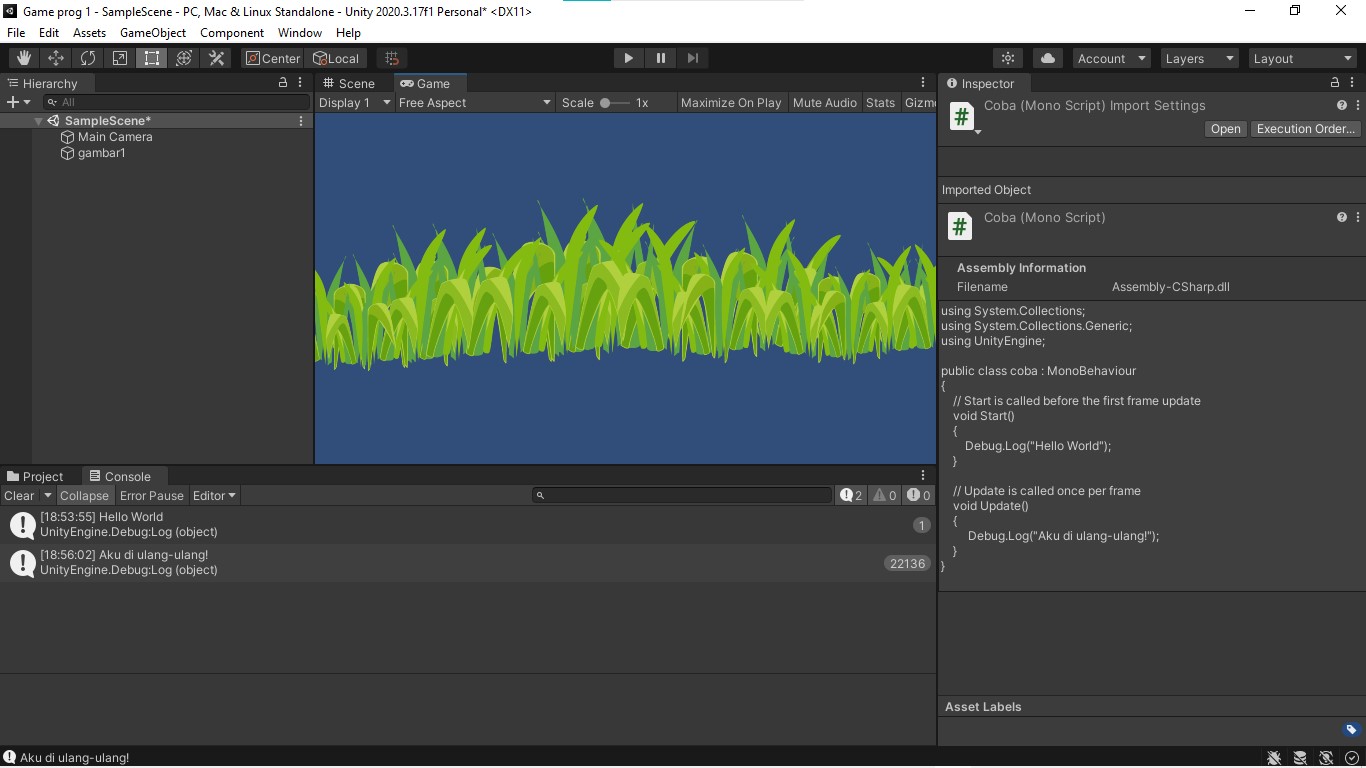 Game prog 1 - SampleScene - PC, Mac & Linux Standalone - Unity 2020.3.17f1 Personal* <DX11>
File Edit Assets GameObject Component Window Help
Center Local Account Layers Layout
Hierarchy
All
SampleScene*
Main Camera
gambar1
Scene Game
Display 1 Free Aspect Scale 1x Maximize On Play Mute Audio Stats Gizm
Inspector
Coba (Mono Script) Import Settings
Open Execution Order...
Imported Object
Coba (Mono Script)
Assembly Information
Filename Assembly-CSharp.dll
using System.Collections;
using System.Collections.Generic;
using UnityEngine;
public class coba : MonoBehaviour
{
// Start is called before the first frame update
void Start()
{
Debug.Log("Hello World");
}
// Update is called once per frame
void Update()
{
Debug.Log("Aku di ulang-ulang!");
}
}
Asset Labels
Project Console
Clear Collapse Error Pause Editor 2 0 0
[18:53:55] Hello World
UnityEngine.Debug:Log (object)
1
[18:56:02] Aku di ulang-ulang!
UnityEngine.Debug:Log (object)
22136
Aku di ulang-ulang!